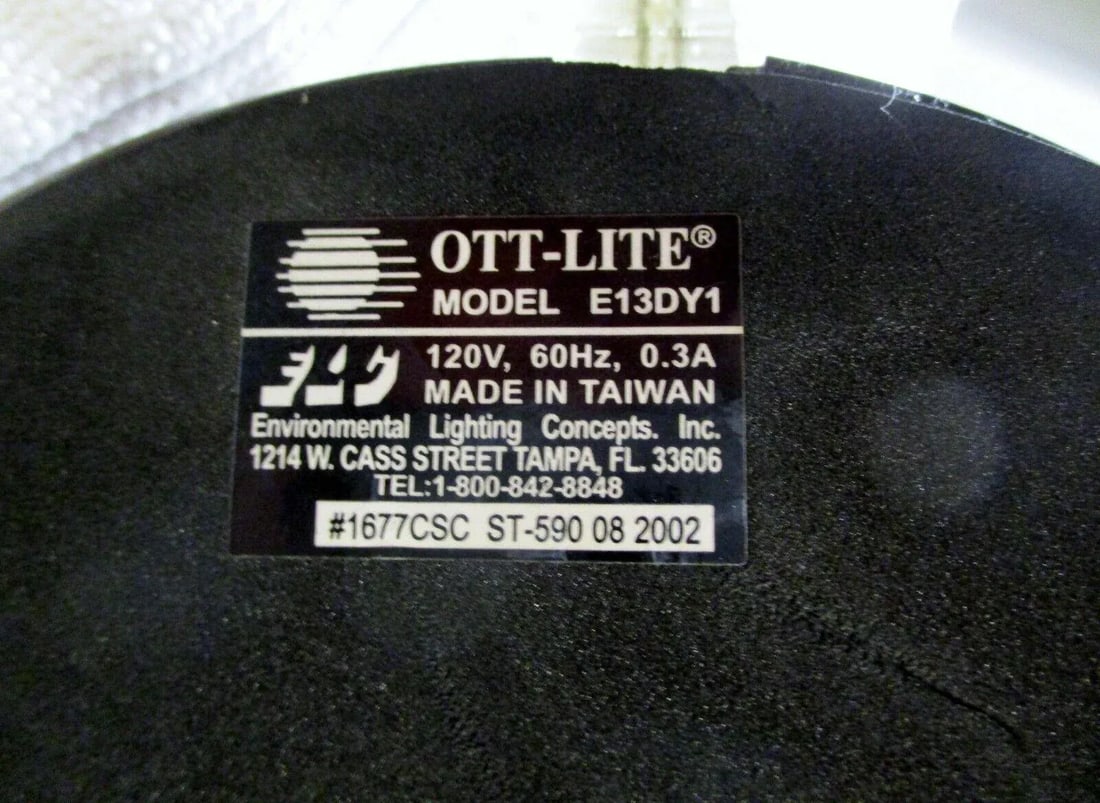 OTT-LITE®
MODEL E13DY1
120V, 60Hz, 0.3A
MADE IN TAIWAN
Environmental Lighting Concepts. Inc.
1214 W. CASS STREET TAMPA, FL. 33606
TEL:1-800-842-8848
#1677CSC ST-590 08 2002